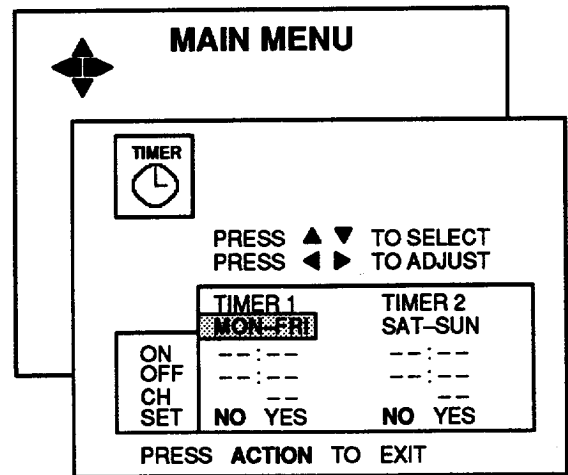 MAIN MENU
TIMER
PRESS ▲ ▼ TO SELECT
PRESS ◀ ▶ TO ADJUST
TIMER 1 TIMER 2
MON–FRI SAT–SUN
ON --:-- --:--
OFF --:-- --:--
CH -- --
SET NO YES NO YES
PRESS ACTION TO EXIT